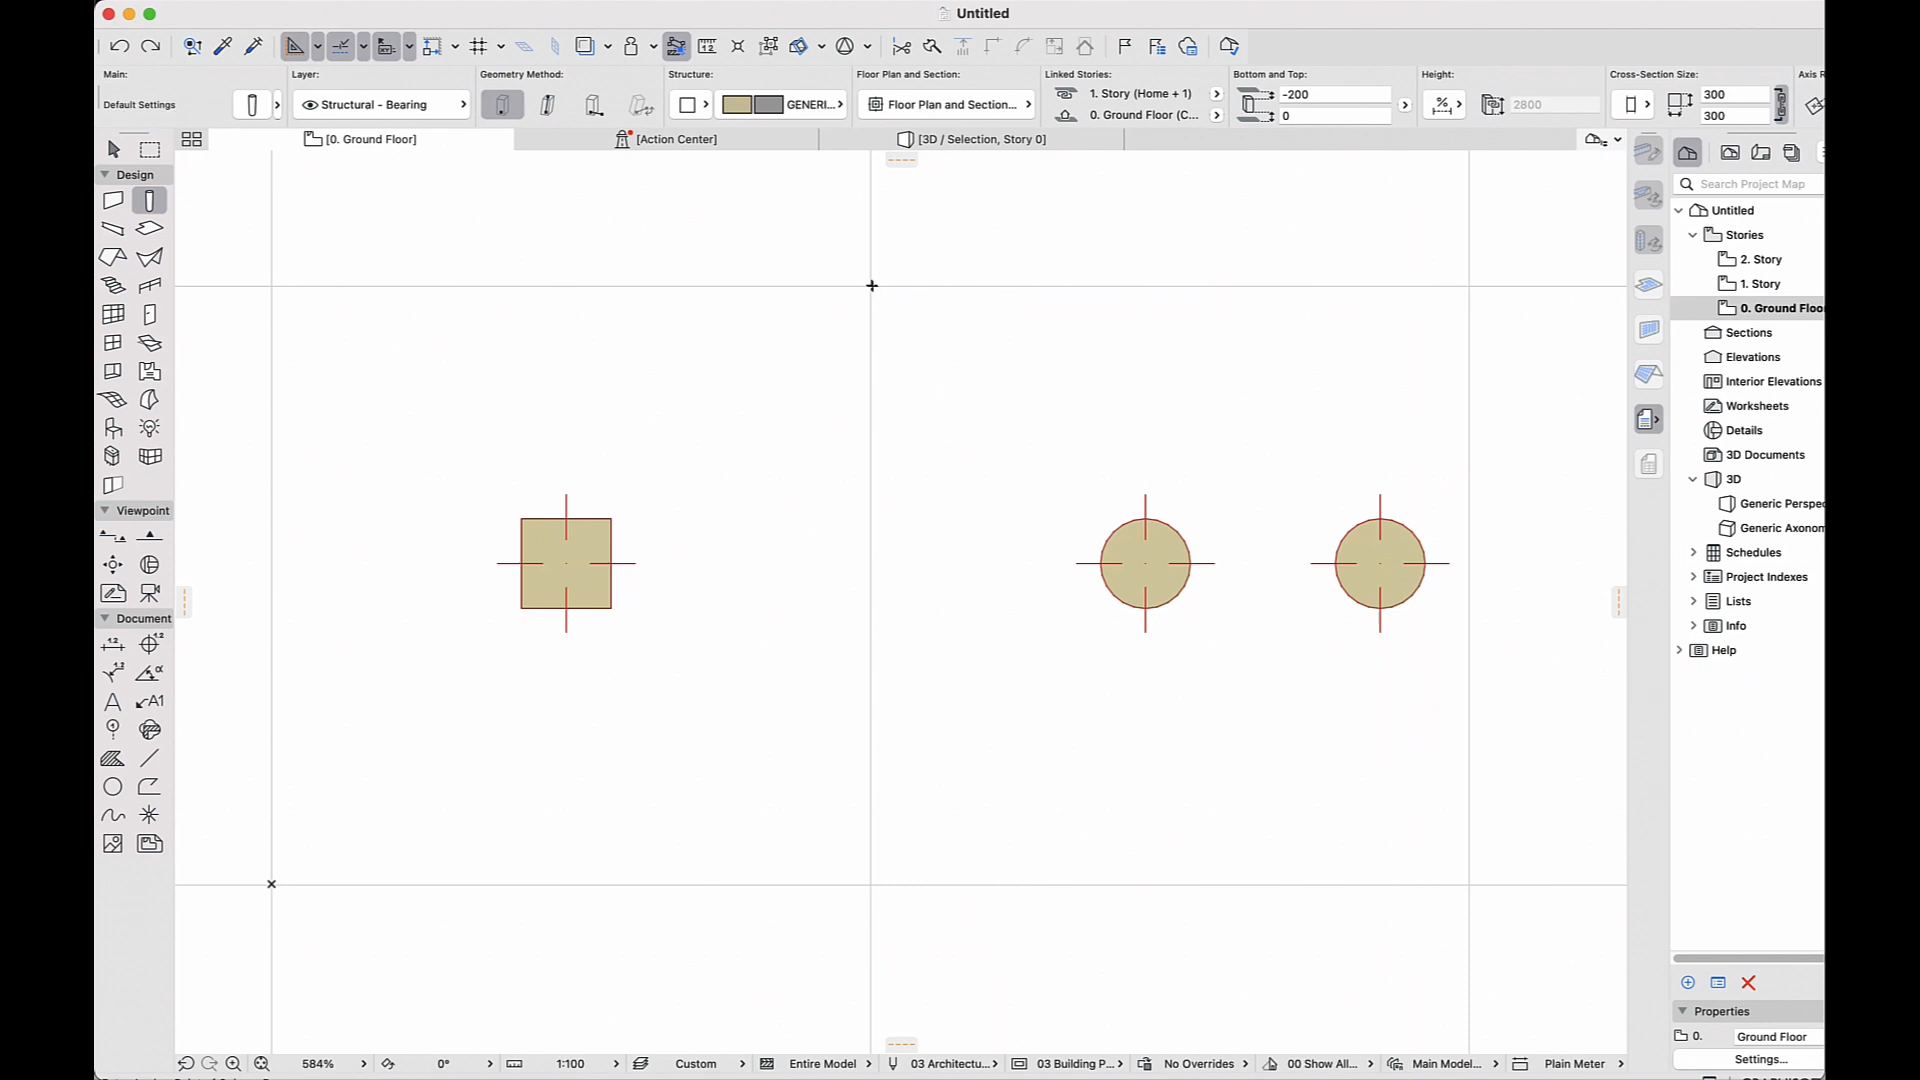 Untitled
Main:
Layer:
Geometry Method:
Structure:
Floor Plan and Section:
Linked Stories:
Bottom and Top:
Height:
Cross-Section Size:
Axis R
Default Settings
Structural - Bearing
GENERI...
Floor Plan and Section...
1. Story (Home + 1)
0. Ground Floor (C...
-200
0
2800
300
300
[0. Ground Floor]
[Action Center]
[3D / Selection, Story 0]
Design
Viewpoint
Document
Search Project Map
Untitled
Stories
2. Story
1. Story
0. Ground Floo
Sections
Elevations
Interior Elevations
Worksheets
Details
3D Documents
3D
Generic Perspe
Generic Axonon
Schedules
Project Indexes
Lists
Info
Help
Properties
0.
Ground Floor
Settings...
584%
0°
1:100
Custom
Entire Model
03 Architectu...
03 Building P...
No Overrides
00 Show All...
Main Model...
Plain Meter